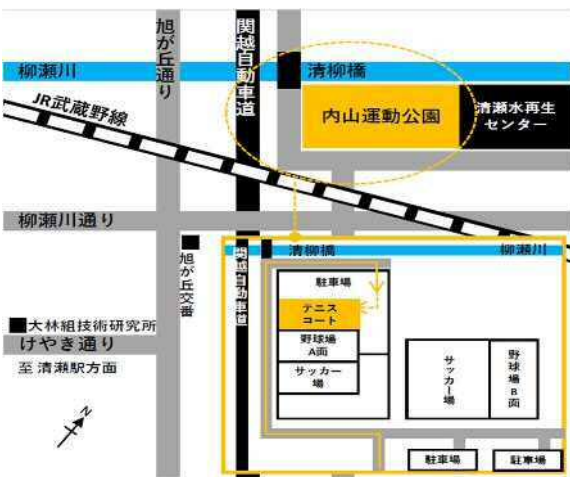 旭が丘通り
関越自動車道
柳瀬川
清柳橋
JR武蔵野線
内山運動公園
清瀬水再生
センター
柳瀬川通り
旭が丘交番
関越自動車道
清柳橋
柳瀬川
駐車場
テニス
コート
野球場
A面
サッカー
場
サッカー場
野球場B面
大林組技術研究所
けやき通り
至 清瀬駅方面
N
駐車場
駐車場